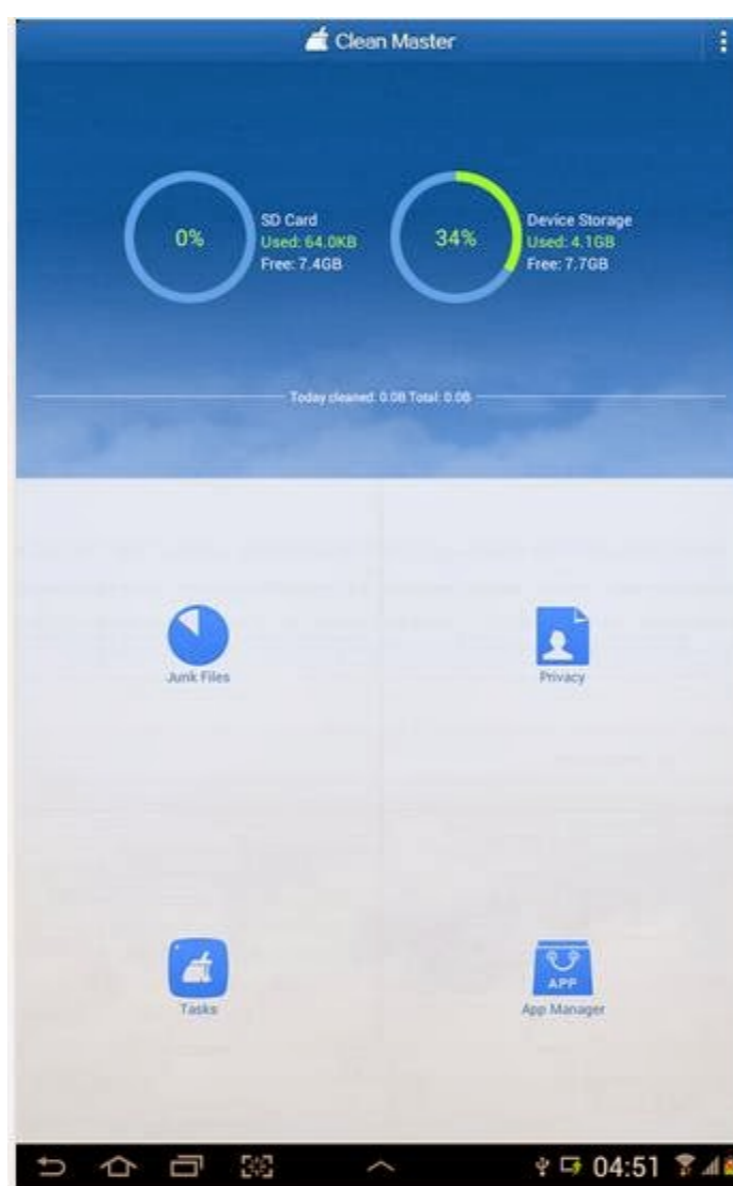 Clean Master
0%
SD Card
Used: 64.0KB
Free: 7.4GB
34%
Device Storage
Used: 4.1GB
Free: 7.7GB
Today cleaned: 0.0B Total: 0.0B
Junk Files
Privacy
Tasks
APP
App Manager
04:51